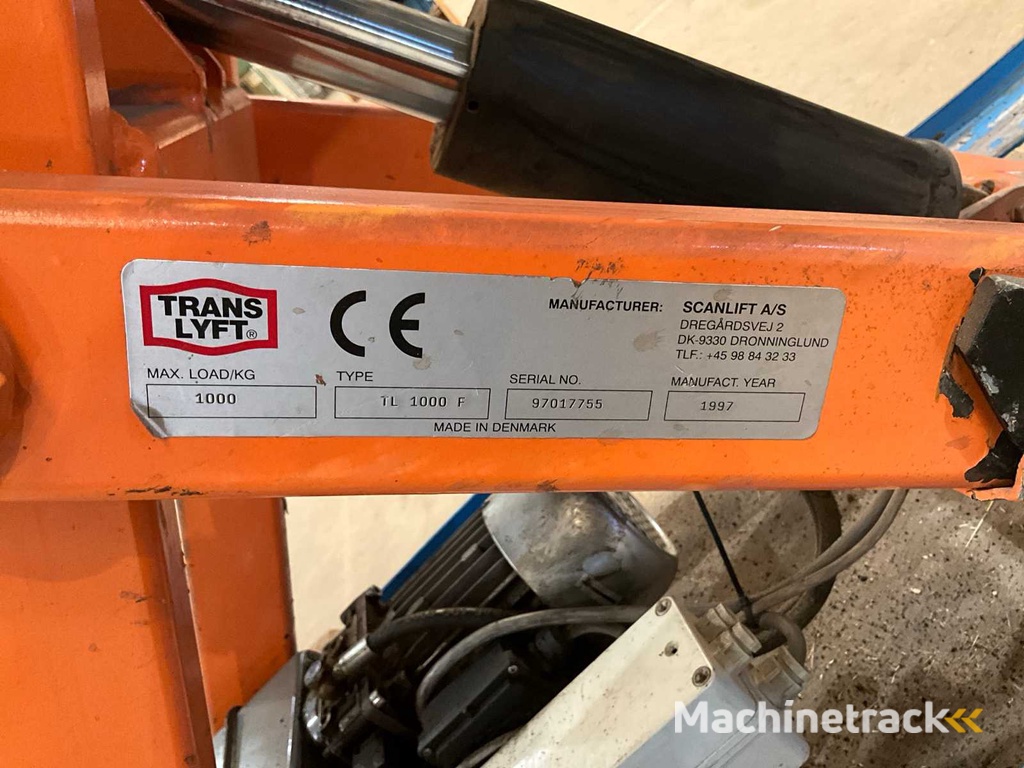 TRANS
LYFT®
CE
MANUFACTURER: SCANLIFT A/S
DREGÅRDSVEJ 2
DK-9330 DRONNINGLUND
TLF.: +45 98 84 32 33
MAX. LOAD/KG TYPE SERIAL NO. MANUFACT. YEAR
1000 TL 1000 F 97017755 1997
MADE IN DENMARK
Machinetrack